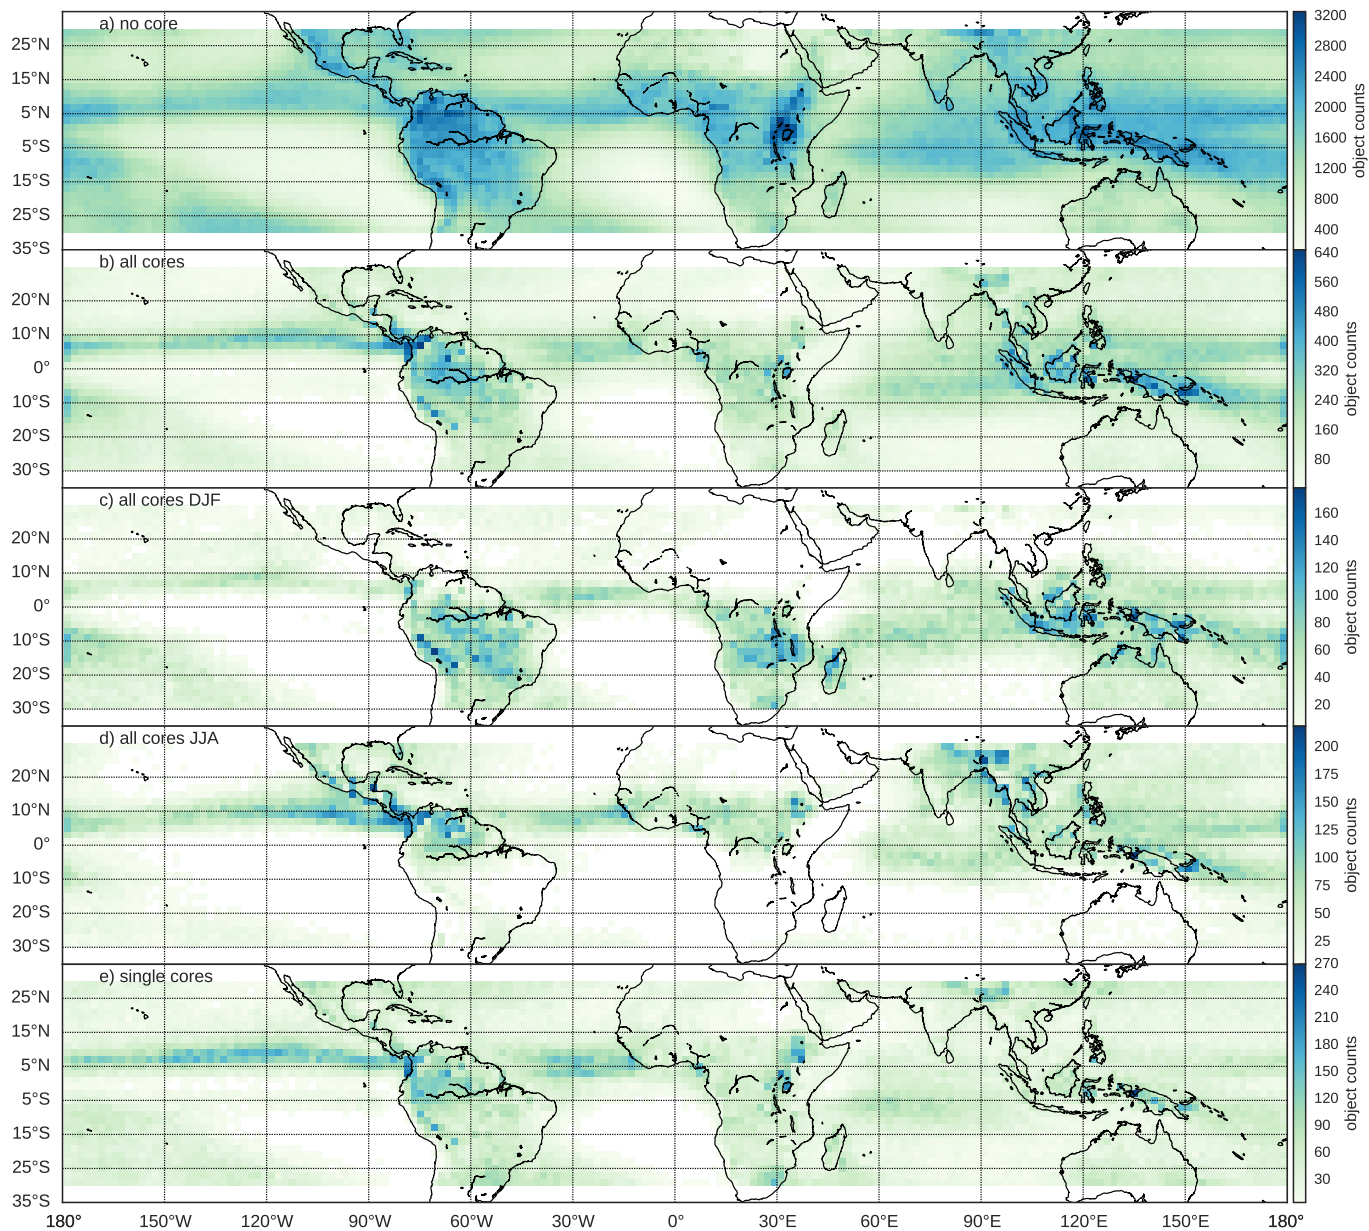 a) no core
25°N
15°N
5°N
5°S
15°S
25°S
35°S
3200
2800
2400
2000
1600
1200
800
400
object counts
b) all cores
20°N
10°N
0°
10°S
20°S
30°S
640
560
480
400
320
240
160
80
object counts
c) all cores DJF
20°N
10°N
0°
10°S
20°S
30°S
160
140
120
100
80
60
40
20
object counts
d) all cores JJA
20°N
10°N
0°
10°S
20°S
30°S
200
175
150
125
100
75
50
25
object counts
e) single cores
25°N
15°N
5°N
5°S
15°S
25°S
35°S
270
240
210
180
150
120
90
60
30
object counts
180° 150°W 120°W 90°W 60°W 30°W 0° 30°E 60°E 90°E 120°E 150°E 180°